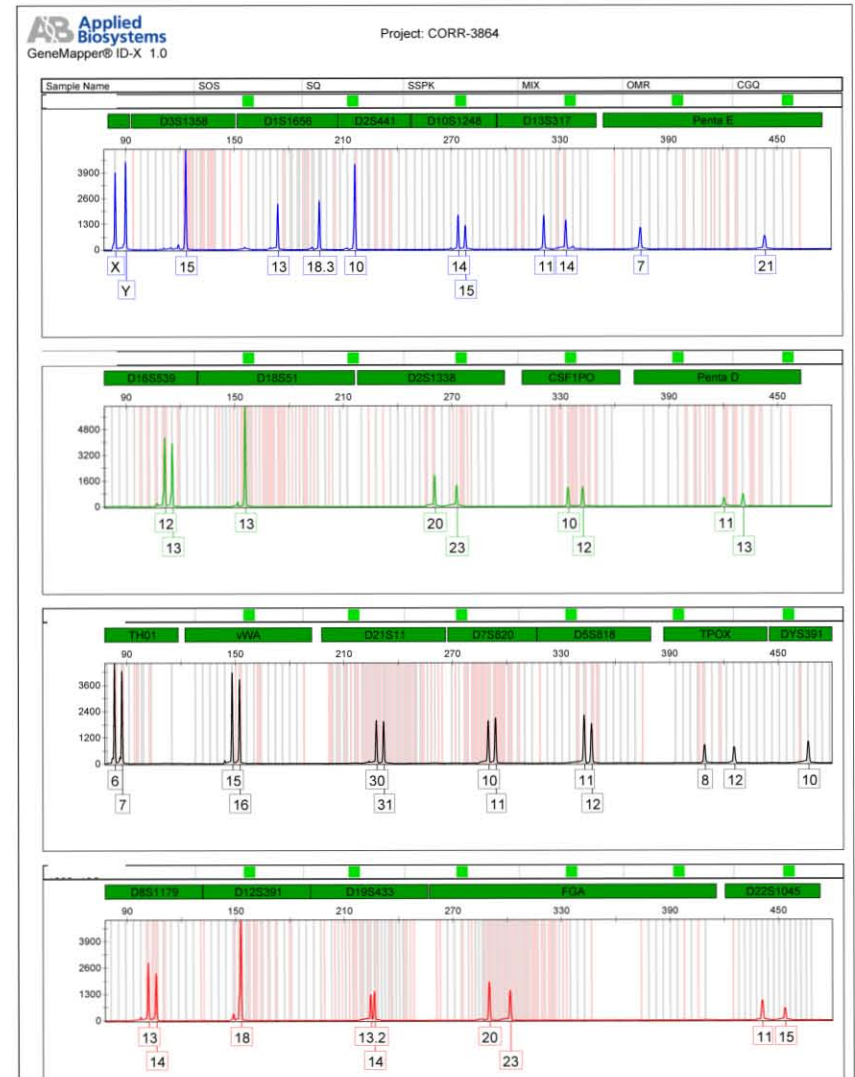 AB Applied
Biosystems
GeneMapper® ID-X 1.0
Project: CORR-3864
Sample Name SOS SQ SSPK MIX OMR CGQ
D3S1358 D1S1656 D2S441 D10S1248 D13S317 Penta E
90 150 210 270 330 390 450
3900
2600
1300
0
X 15 13 18.3 10 14 11 14 7 21
Y 15
D16S539 D18S51 D2S1338 CSF1PO Penta D
90 150 210 270 330 390 450
4800
3200
1600
0
12 13 20 10 11
13 23 12 13
TH01 vWA D21S11 D7S820 D5S818 TPOX DYS391
90 150 210 270 330 390 450
3600
2400
1200
0
6 15 30 10 11 8 12 10
7 16 31 11 12
D8S1179 D12S391 D19S433 FGA D22S1045
90 150 210 270 330 390 450
3900
2600
1300
0
13 18 13.2 20 11 15
14 14 23